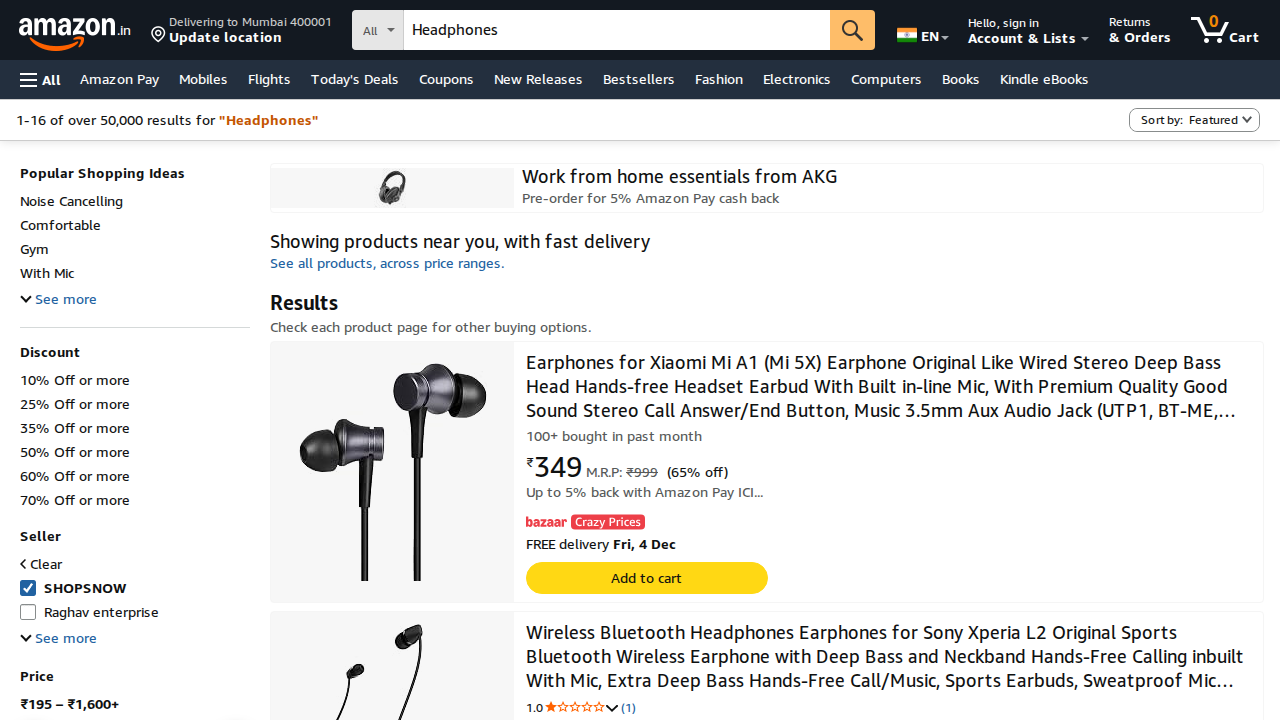 amazon.in
Delivering to Mumbai 400001
Update location
All
Headphones
EN
Hello, sign in
Account & Lists
Returns
& Orders
0
Cart
All
Amazon Pay
Mobiles
Flights
Today's Deals
Coupons
New Releases
Bestsellers
Fashion
Electronics
Computers
Books
Kindle eBooks
1-16 of over 50,000 results for "Headphones"
Sort by: Featured
Popular Shopping Ideas
Noise Cancelling
Comfortable
Gym
With Mic
See more
Discount
10% Off or more
25% Off or more
35% Off or more
50% Off or more
60% Off or more
70% Off or more
Seller
Clear
SHOPSNOW
Raghav enterprise
See more
Price
₹195 – ₹1,600+
Work from home essentials from AKG
Pre-order for 5% Amazon Pay cash back
Showing products near you, with fast delivery
See all products, across price ranges.
Results
Check each product page for other buying options.
Earphones for Xiaomi Mi A1 (Mi 5X) Earphone Original Like Wired Stereo Deep Bass
Head Hands-free Headset Earbud With Built in-line Mic, With Premium Quality Good
Sound Stereo Call Answer/End Button, Music 3.5mm Aux Audio Jack (UTP1, BT-ME,…
100+ bought in past month
₹349 M.R.P: ₹999 (65% off)
Up to 5% back with Amazon Pay ICI…
bazaar Crazy Prices
FREE delivery Fri, 4 Dec
Add to cart
Wireless Bluetooth Headphones Earphones for Sony Xperia L2 Original Sports
Bluetooth Wireless Earphone with Deep Bass and Neckband Hands-Free Calling inbuilt
With Mic, Extra Deep Bass Hands-Free Call/Music, Sports Earbuds, Sweatproof Mic…
1.0 (1)